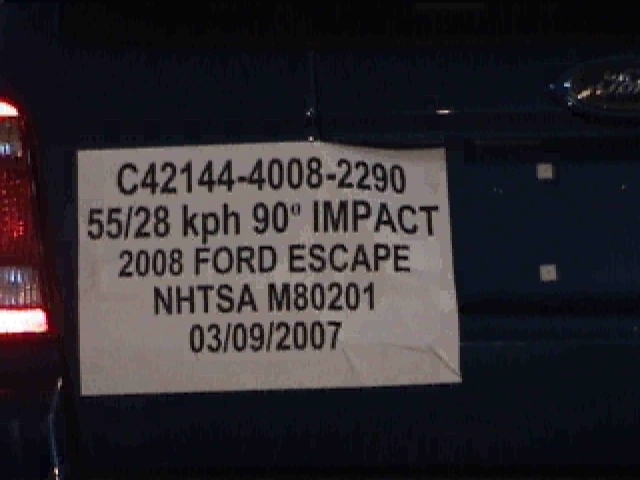 C42144-4008-2290
55/28 kph 90º IMPACT
2008 FORD ESCAPE
NHTSA M80201
03/09/2007